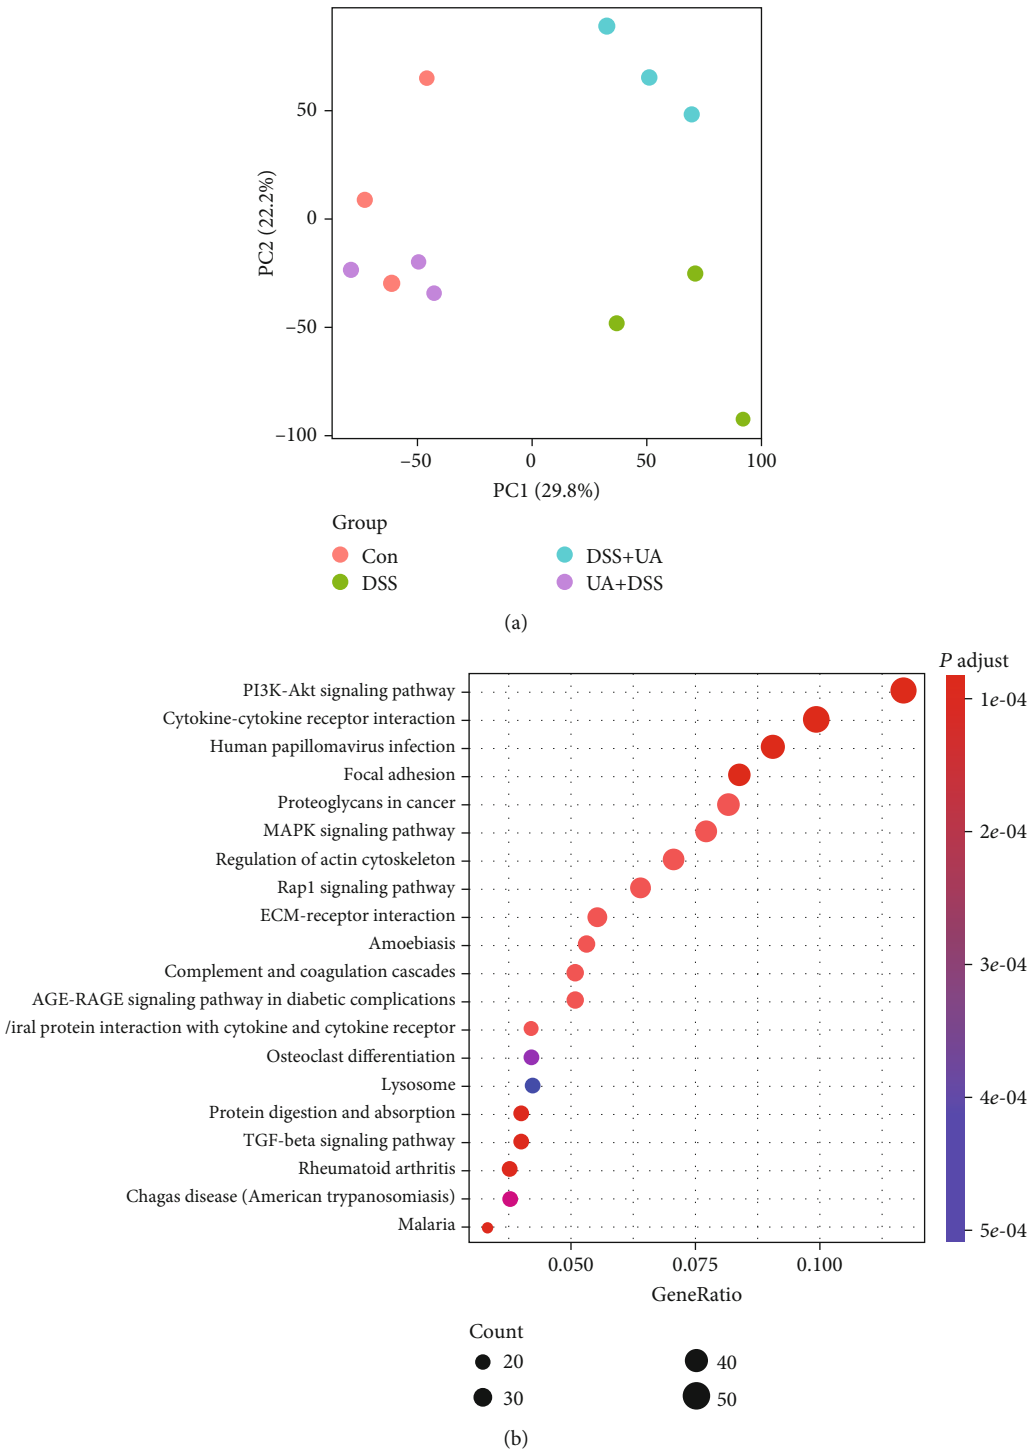 50
0
−50
−100
PC2 (22.2%)
−50 0 50 100
PC1 (29.8%)
Group
Con
DSS
DSS+UA
UA+DSS
(a)
P adjust
PI3K-Akt signaling pathway
Cytokine-cytokine receptor interaction
Human papillomavirus infection
Focal adhesion
Proteoglycans in cancer
MAPK signaling pathway
Regulation of actin cytoskeleton
Rap1 signaling pathway
ECM-receptor interaction
Amoebiasis
Complement and coagulation cascades
AGE-RAGE signaling pathway in diabetic complications
/iral protein interaction with cytokine and cytokine receptor
Osteoclast differentiation
Lysosome
Protein digestion and absorption
TGF-beta signaling pathway
Rheumatoid arthritis
Chagas disease (American trypanosomiasis)
Malaria
1e-04
2e-04
3e-04
4e-04
5e-04
0.050 0.075 0.100
GeneRatio
Count
20
30
40
50
(b)